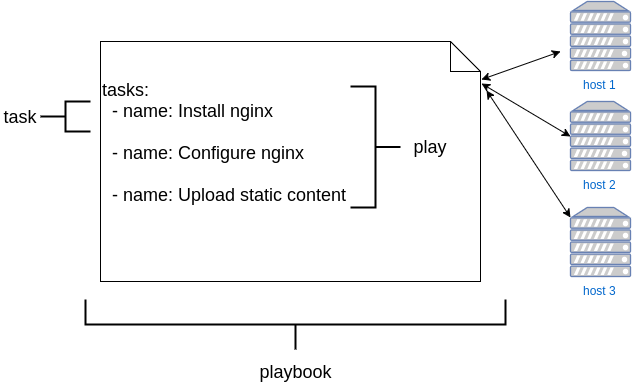 host 1
tasks:
- name: Install nginx
task
- name: Configure nginx
play
host 2
- name: Upload static content
host 3
playbook